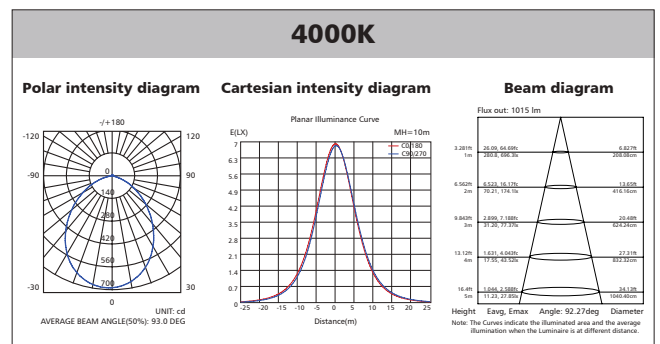 4000K
Polar intensity diagram
Cartesian intensity diagram
Beam diagram
-/+180
-120
120
-90
90
0
140
280
420
560
700
-30
30
0
UNIT: cd
AVERAGE BEAM ANGLE(50%): 93.0 DEG
Planar Illuminance Curve
E(LX)
MH=10m
C0/180
C90/270
7
6.3
5.6
4.9
4.2
3.5
2.8
2.1
1.4
0.7
0
-25 -20 -15 -10 -5 0 5 10 15 20 25
Distance(m)
Flux out: 1015 lm
3.281ft 26.09, 64.69fc 6.827ft
1m 280.8, 696.3lx 208.08cm
6.562ft 6.523, 16.17fc 13.65ft
2m 70.21, 174.1lx 416.16cm
9.843ft 2.899, 7.188fc 20.48ft
3m 31.20, 77.37lx 624.24cm
13.12ft 1.631, 4.043fc 27.31ft
4m 17.55, 43.52lx 832.32cm
16.4ft 1.044, 2.588fc 34.13ft
5m 11.23, 27.85lx 1040.40cm
Height Eavg, Emax Angle: 92.27deg Diameter
Note: The Curves indicate the illuminated area and the average
illumination when the Luminaire is at different distance.